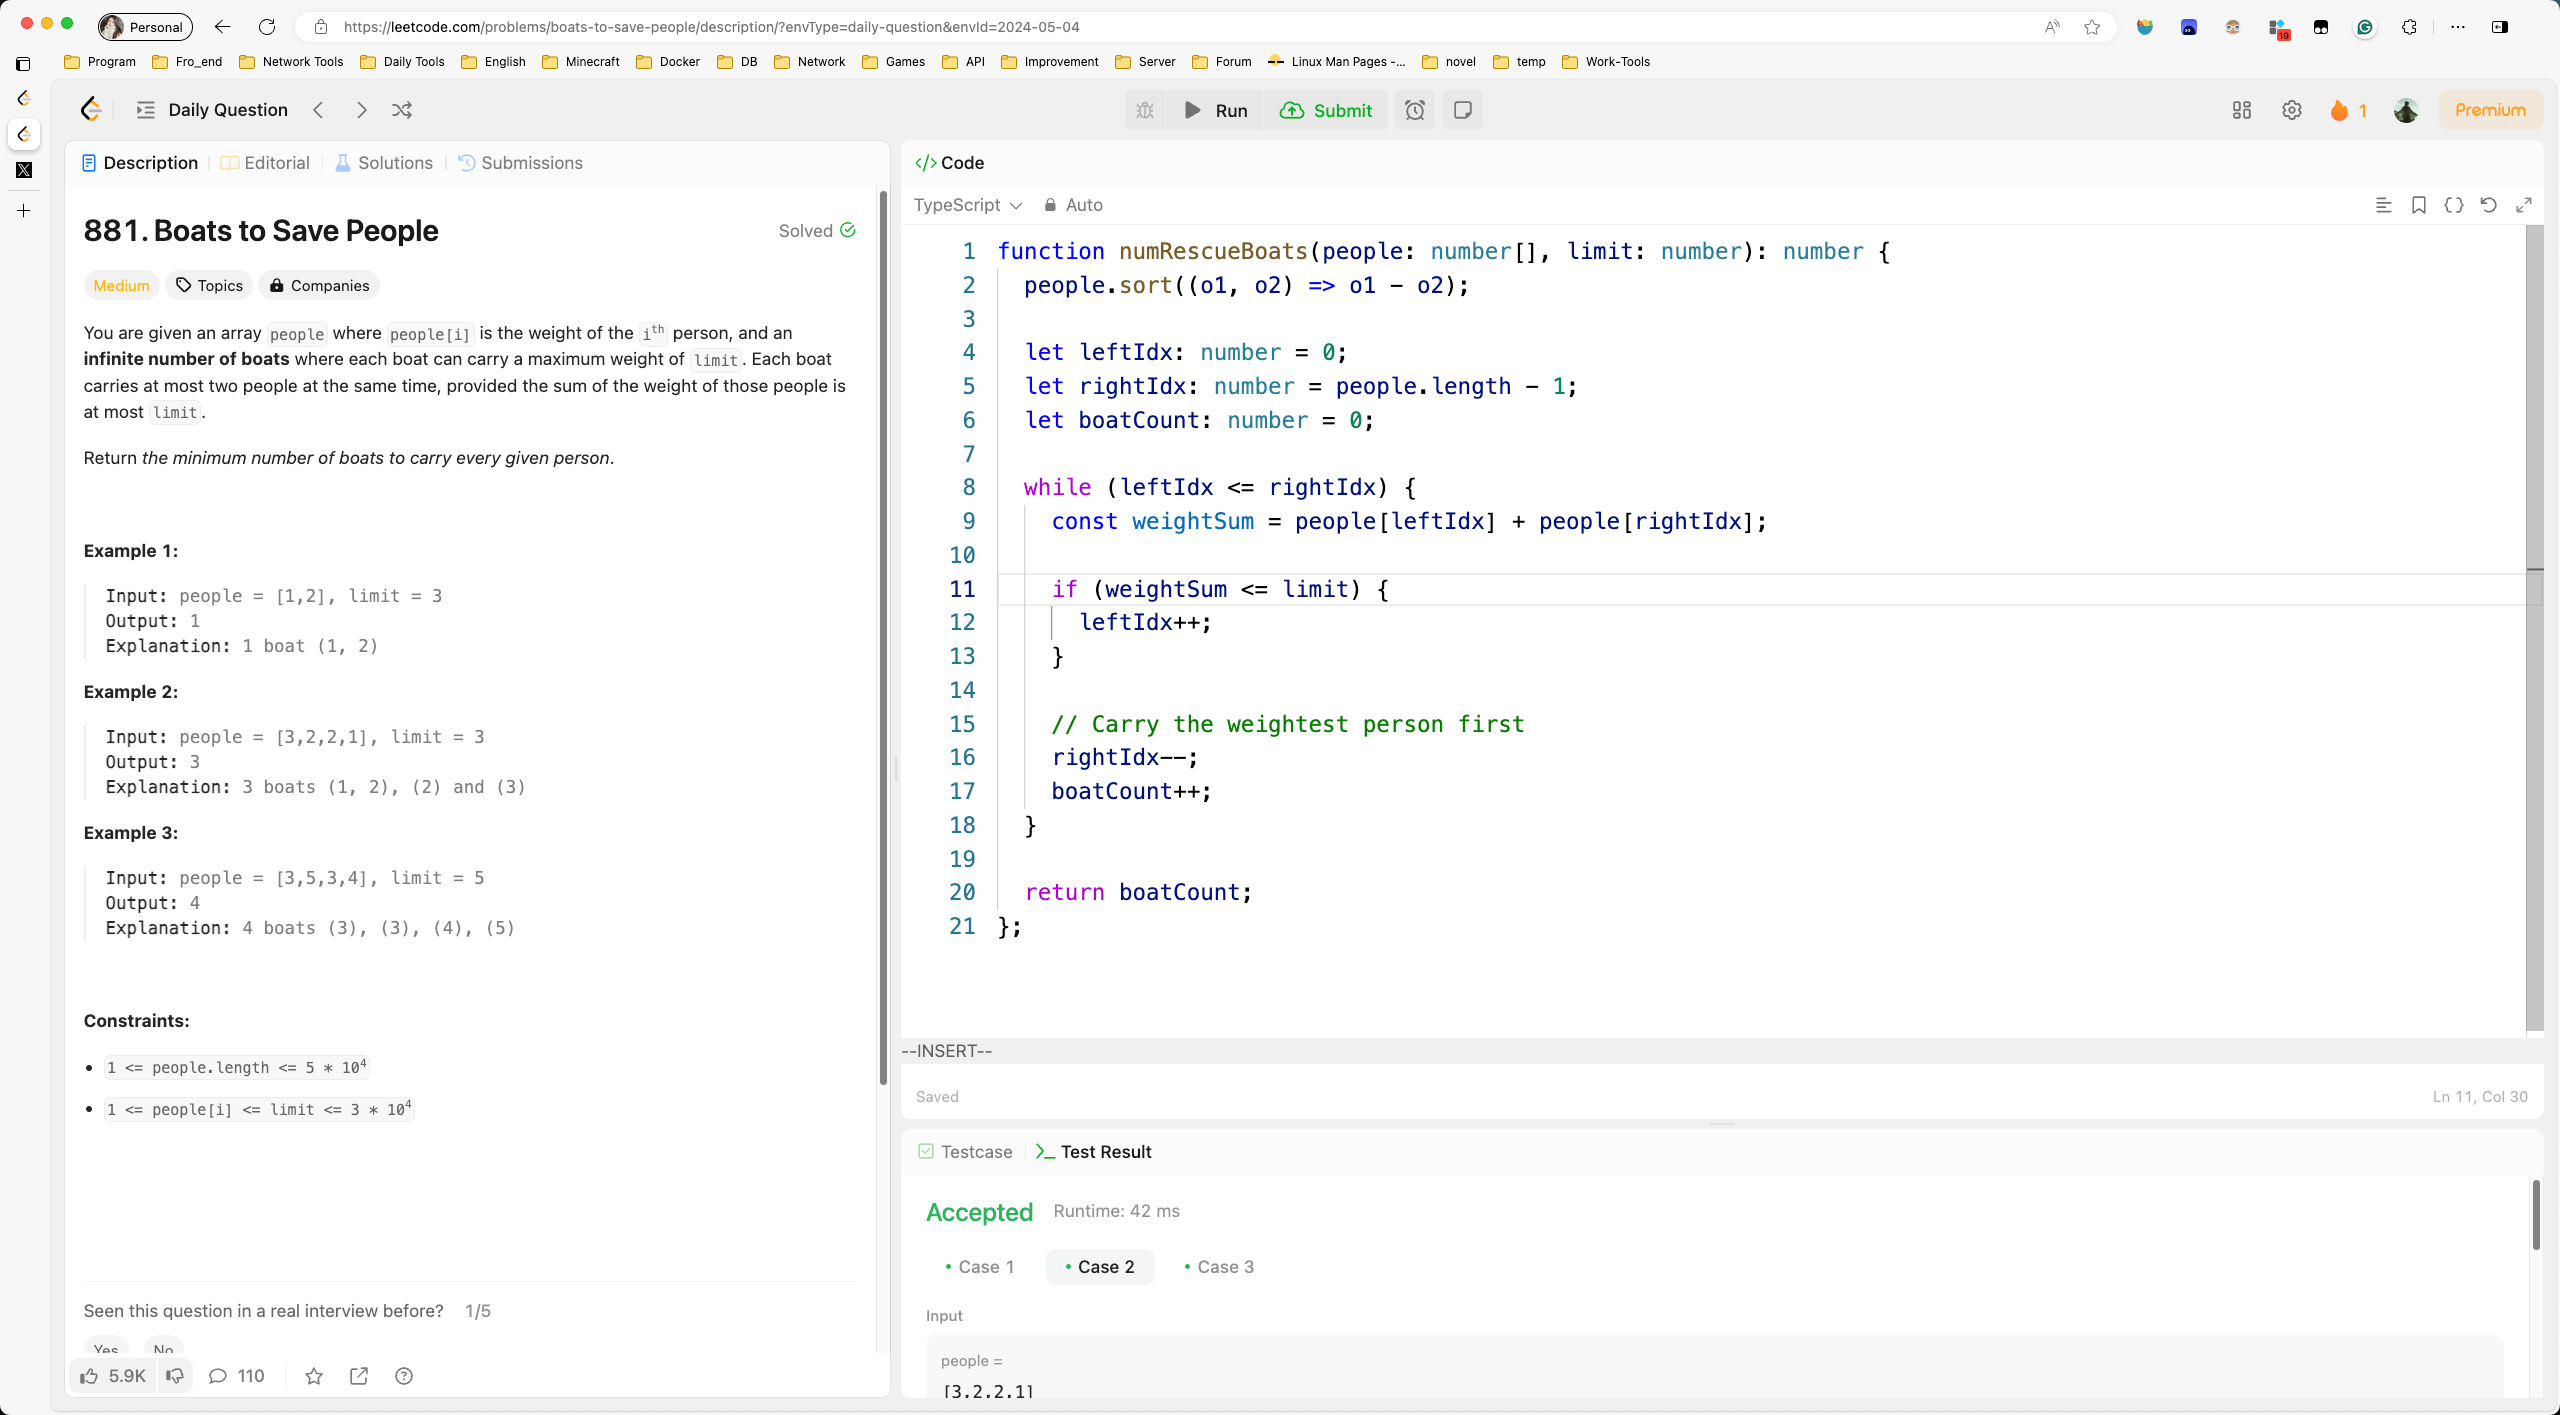 Personal
https://leetcode.com/problems/boats-to-save-people/description/?envType=daily-question&envId=2024-05-04
19
Program Fro_end Network Tools Daily Tools English Minecraft Docker DB Network Games API Improvement Server Forum Linux Man Pages -... novel temp Work-Tools
Daily Question
Run Submit
1
Premium
Description Editorial Solutions Submissions
881. Boats to Save People
Solved
Medium Topics Companies
You are given an array people where people[i] is the weight of the ith person, and an
infinite number of boats where each boat can carry a maximum weight of limit. Each boat
carries at most two people at the same time, provided the sum of the weight of those people is
at most limit.
Return the minimum number of boats to carry every given person.
Example 1:
Input: people = [1,2], limit = 3
Output: 1
Explanation: 1 boat (1, 2)
Example 2:
Input: people = [3,2,2,1], limit = 3
Output: 3
Explanation: 3 boats (1, 2), (2) and (3)
Example 3:
Input: people = [3,5,3,4], limit = 5
Output: 4
Explanation: 4 boats (3), (3), (4), (5)
Constraints:
• 1 <= people.length <= 5 * 10^4
• 1 <= people[i] <= limit <= 3 * 10^4
Seen this question in a real interview before? 1/5
Yes No
5.9K 110
</> Code
TypeScript Auto
1 function numRescueBoats(people: number[], limit: number): number {
2 people.sort((o1, o2) => o1 - o2);
3
4 let leftIdx: number = 0;
5 let rightIdx: number = people.length - 1;
6 let boatCount: number = 0;
7
8 while (leftIdx <= rightIdx) {
9 const weightSum = people[leftIdx] + people[rightIdx];
10
11 if (weightSum <= limit) {
12 leftIdx++;
13 }
14
15 // Carry the weightest person first
16 rightIdx--;
17 boatCount++;
18 }
19
20 return boatCount;
21 };
--INSERT--
Saved
Ln 11, Col 30
Testcase Test Result
Accepted Runtime: 42 ms
• Case 1 • Case 2 • Case 3
Input
people =
[3,2,2,1]